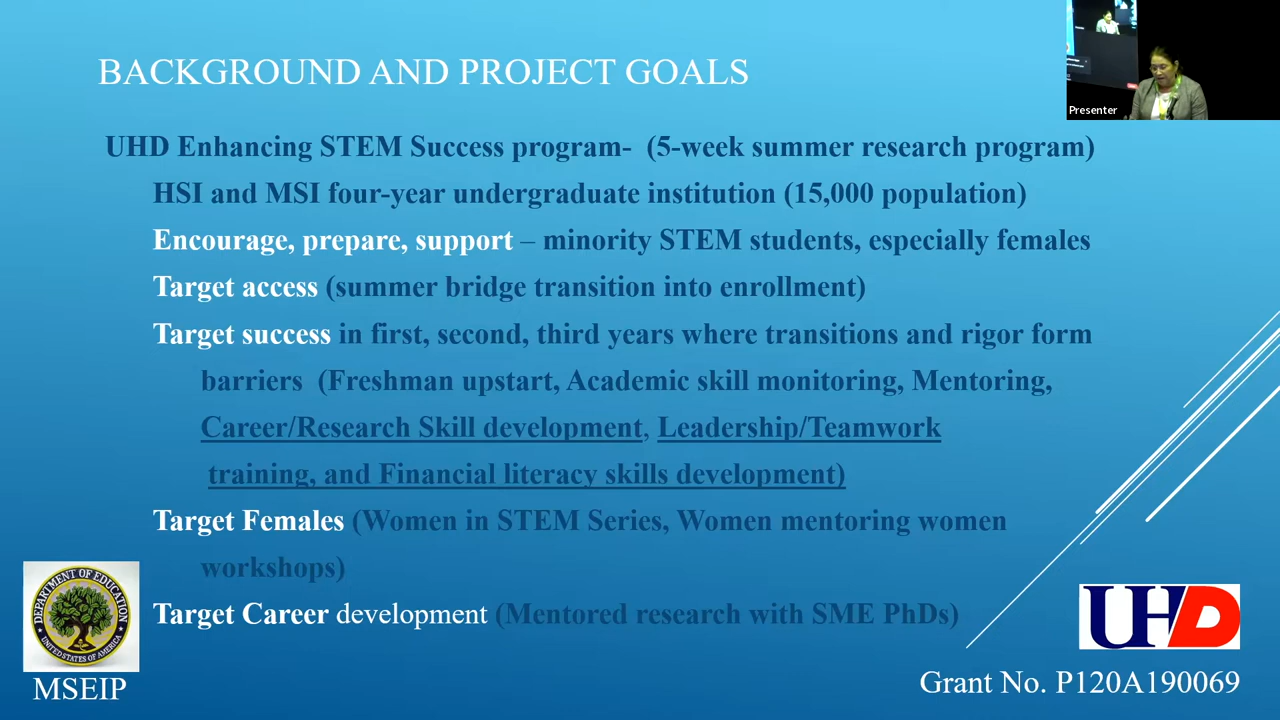 BACKGROUND AND PROJECT GOALS
Presenter
UHD Enhancing STEM Success program- (5-week summer research program)
HSI and MSI four-year undergraduate institution (15,000 population)
Encourage, prepare, support – minority STEM students, especially females
Target access (summer bridge transition into enrollment)
Target success in first, second, third years where transitions and rigor form
barriers (Freshman upstart, Academic skill monitoring, Mentoring,
Career/Research Skill development, Leadership/Teamwork
training, and Financial literacy skills development)
Target Females (Women in STEM Series, Women mentoring women
workshops)
Target Career development (Mentored research with SME PhDs)
DEPARTMENT OF EDUCATION
UNITED STATES OF AMERICA
MSEIP
UHD
Grant No. P120A190069